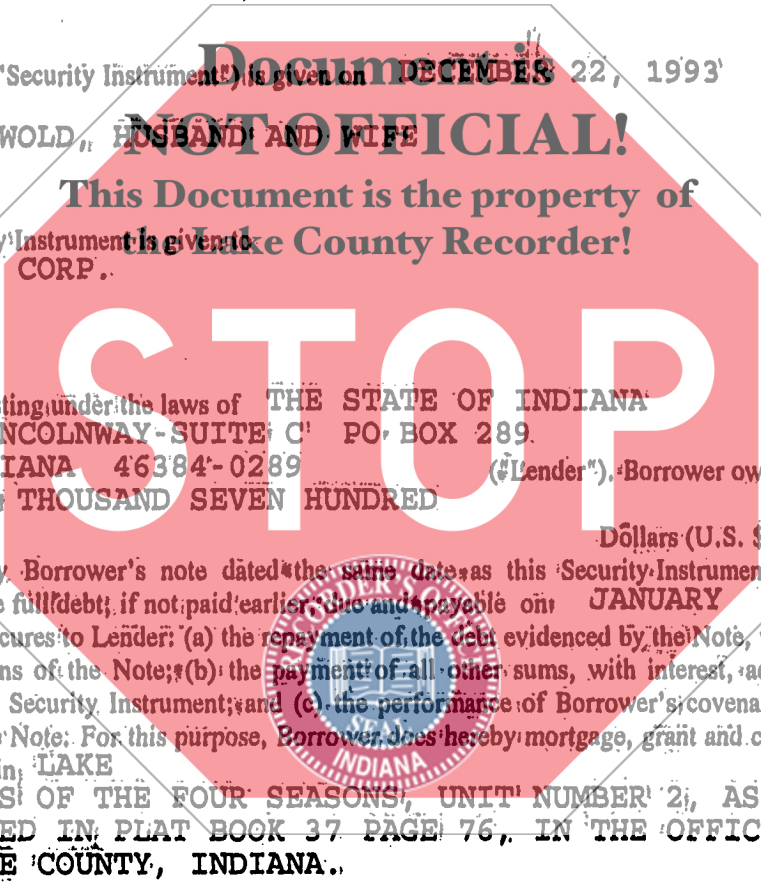 Document is
"Security Instrument") is given on DECEMBER 22, 1993
NOT OFFICIAL!
WOLD, HUSBAND AND WIFE
This Document is the property of
the Lake County Recorder!
Instrument is given to
CORP.
STOP
ting under the laws of THE STATE OF INDIANA
NCOLNWAY-SUITE C PO BOX 289
IANA 46384-0289 ("Lender"). Borrower ow
THOUSAND SEVEN HUNDRED
Dollars (U.S. $
Borrower's note dated the same date as this Security Instrumen
e full debt, if not paid earlier, due and payable on JANUARY
cures to Lender: (a) the repayment of the debt evidenced by the Note,
ns of the Note; (b) the payment of all other sums, with interest, ad
Security Instrument; and (c) the performance of Borrower's covena
Note. For this purpose, Borrower does hereby mortgage, grant and c
in LAKE
RECORDER'S OFFICE
SEAL
INDIANA
S OF THE FOUR SEASONS, UNIT NUMBER 2, AS
ED IN PLAT BOOK 37 PAGE 76, IN THE OFFIC
E COUNTY, INDIANA.